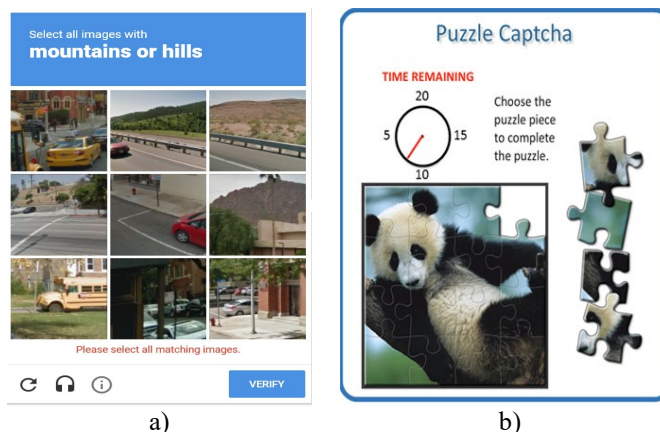 Select all images with
mountains or hills
Please select all matching images.
VERIFY
a)
Puzzle Captcha
TIME REMAINING
20
5
15
10
Choose the
puzzle piece
to complete
the puzzle.
b)